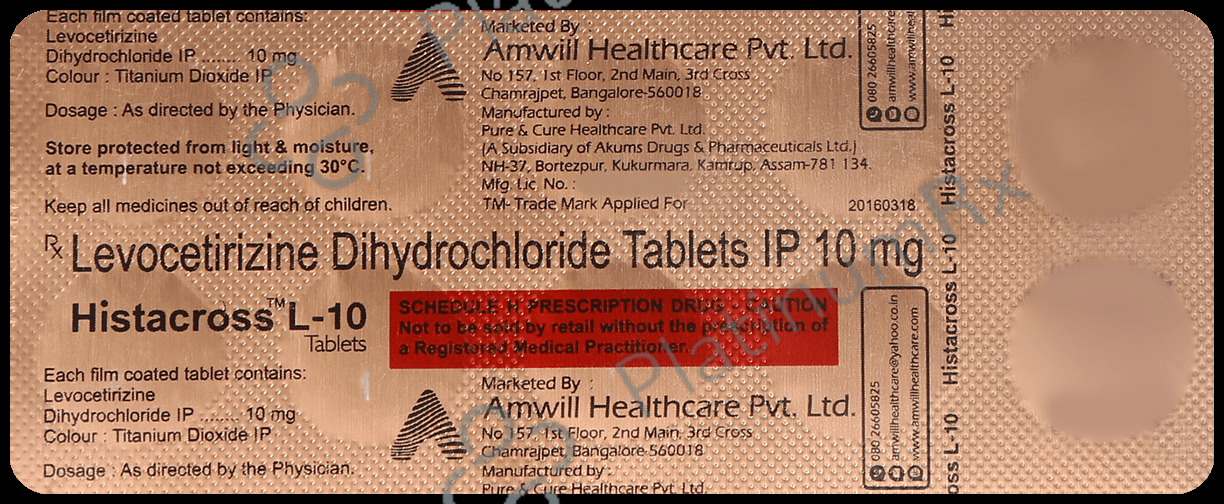 Each film coated tablet contains:
Levocetirizine
Dihydrochloride IP ....... 10 mg
Colour : Titanium Dioxide IP
Dosage : As directed by the Physician.
Store protected from light & moisture,
at a temperature not exceeding 30°C.
Keep all medicines out of reach of children.
Marketed By :
Amwill Healthcare Pvt. Ltd.
No 157, 1st Floor, 2nd Main, 3rd Cross
Chamrajpet, Bangalore-560018
Manufactured by :
Pure & Cure Healthcare Pvt. Ltd.
(A Subsidiary of Akums Drugs & Pharmaceuticals Ltd.)
NH-37, Bortezpur, Kukurmara, Kamrup, Assam-781 134.
Mfg. Lic No. :
TM- Trade Mark Applied For 20160318
080 26605825
amwillhealthcare
www.amwillheal
Rx Levocetirizine Dihydrochloride Tablets IP 10 mg
Histacross™ L-10
Tablets
SCHEDULE H PRESCRIPTION DRUG - CAUTION
Not to be sold by retail without the prescription of
a Registered Medical Practitioner.
Each film coated tablet contains:
Levocetirizine
Dihydrochloride IP ....... 10 mg
Colour : Titanium Dioxide IP
Dosage : As directed by the Physician.
Marketed By :
Amwill Healthcare Pvt. Ltd.
No 157, 1st Floor, 2nd Main, 3rd Cross
Chamrajpet, Bangalore-560018
Manufactured by :
Pure & Cure Healthcare Pvt. Ltd.
080 26605825
amwillhealthcare@yahoo.co.in
www.amwillhealthcare.com
oss L-10 Histacross L-10 Histacross L-10 Histacross L-10 Hi
PlatinumRx
Platinum
Plat